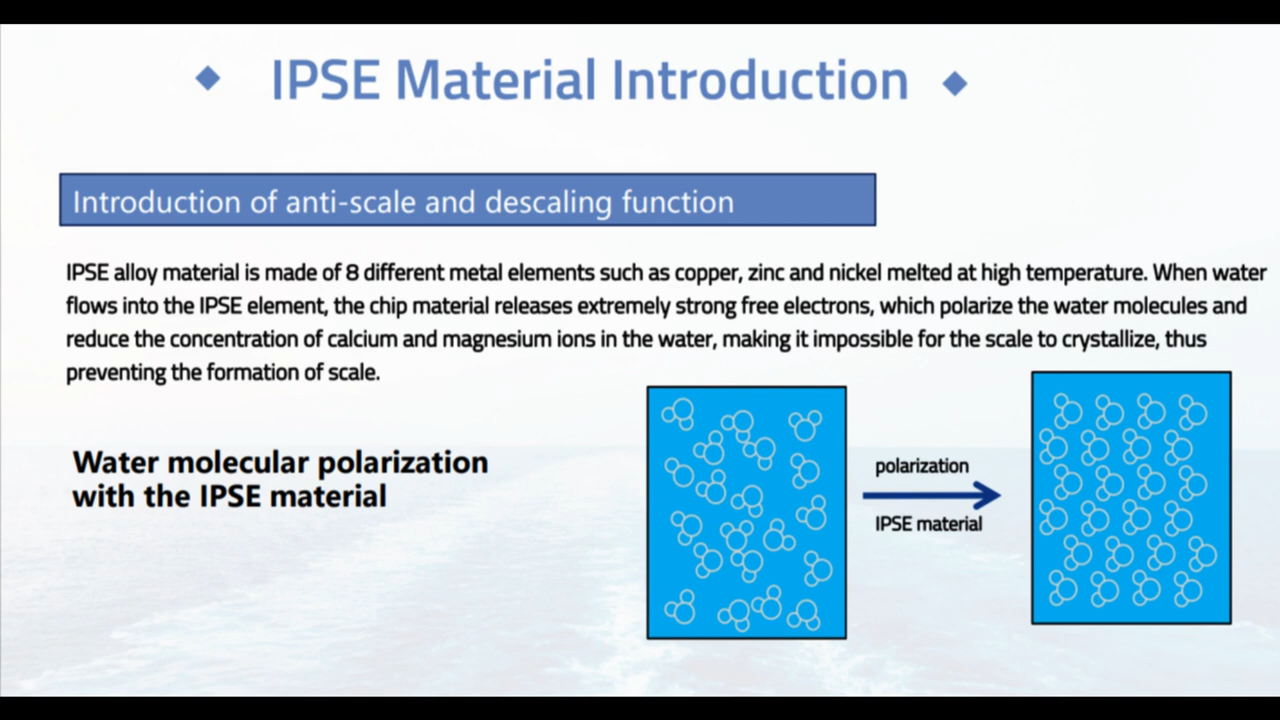 IPSE Material Introduction
Introduction of anti-scale and descaling function
IPSE alloy material is made of 8 different metal elements such as copper, zinc and nickel melted at high temperature. When water
flows into the IPSE element, the chip material releases extremely strong free electrons, which polarize the water molecules and
reduce the concentration of calcium and magnesium ions in the water, making it impossible for the scale to crystallize, thus
preventing the formation of scale.
Water molecular polarization
with the IPSE material
polarization
IPSE material